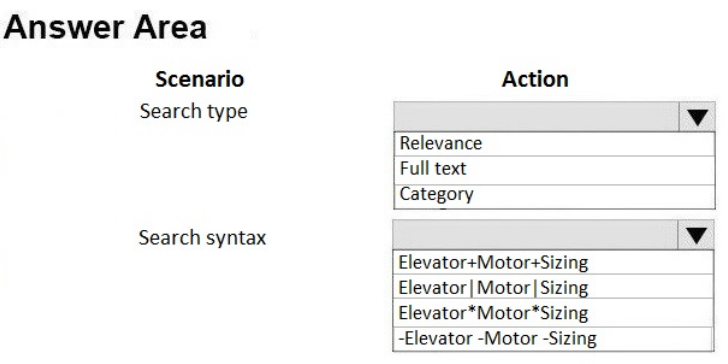 Answer Area
Scenario Action
Search type
Relevance
Full text
Category
Search syntax
Elevator+Motor+Sizing
Elevator|Motor|Sizing
Elevator*Motor*Sizing
-Elevator -Motor -Sizing